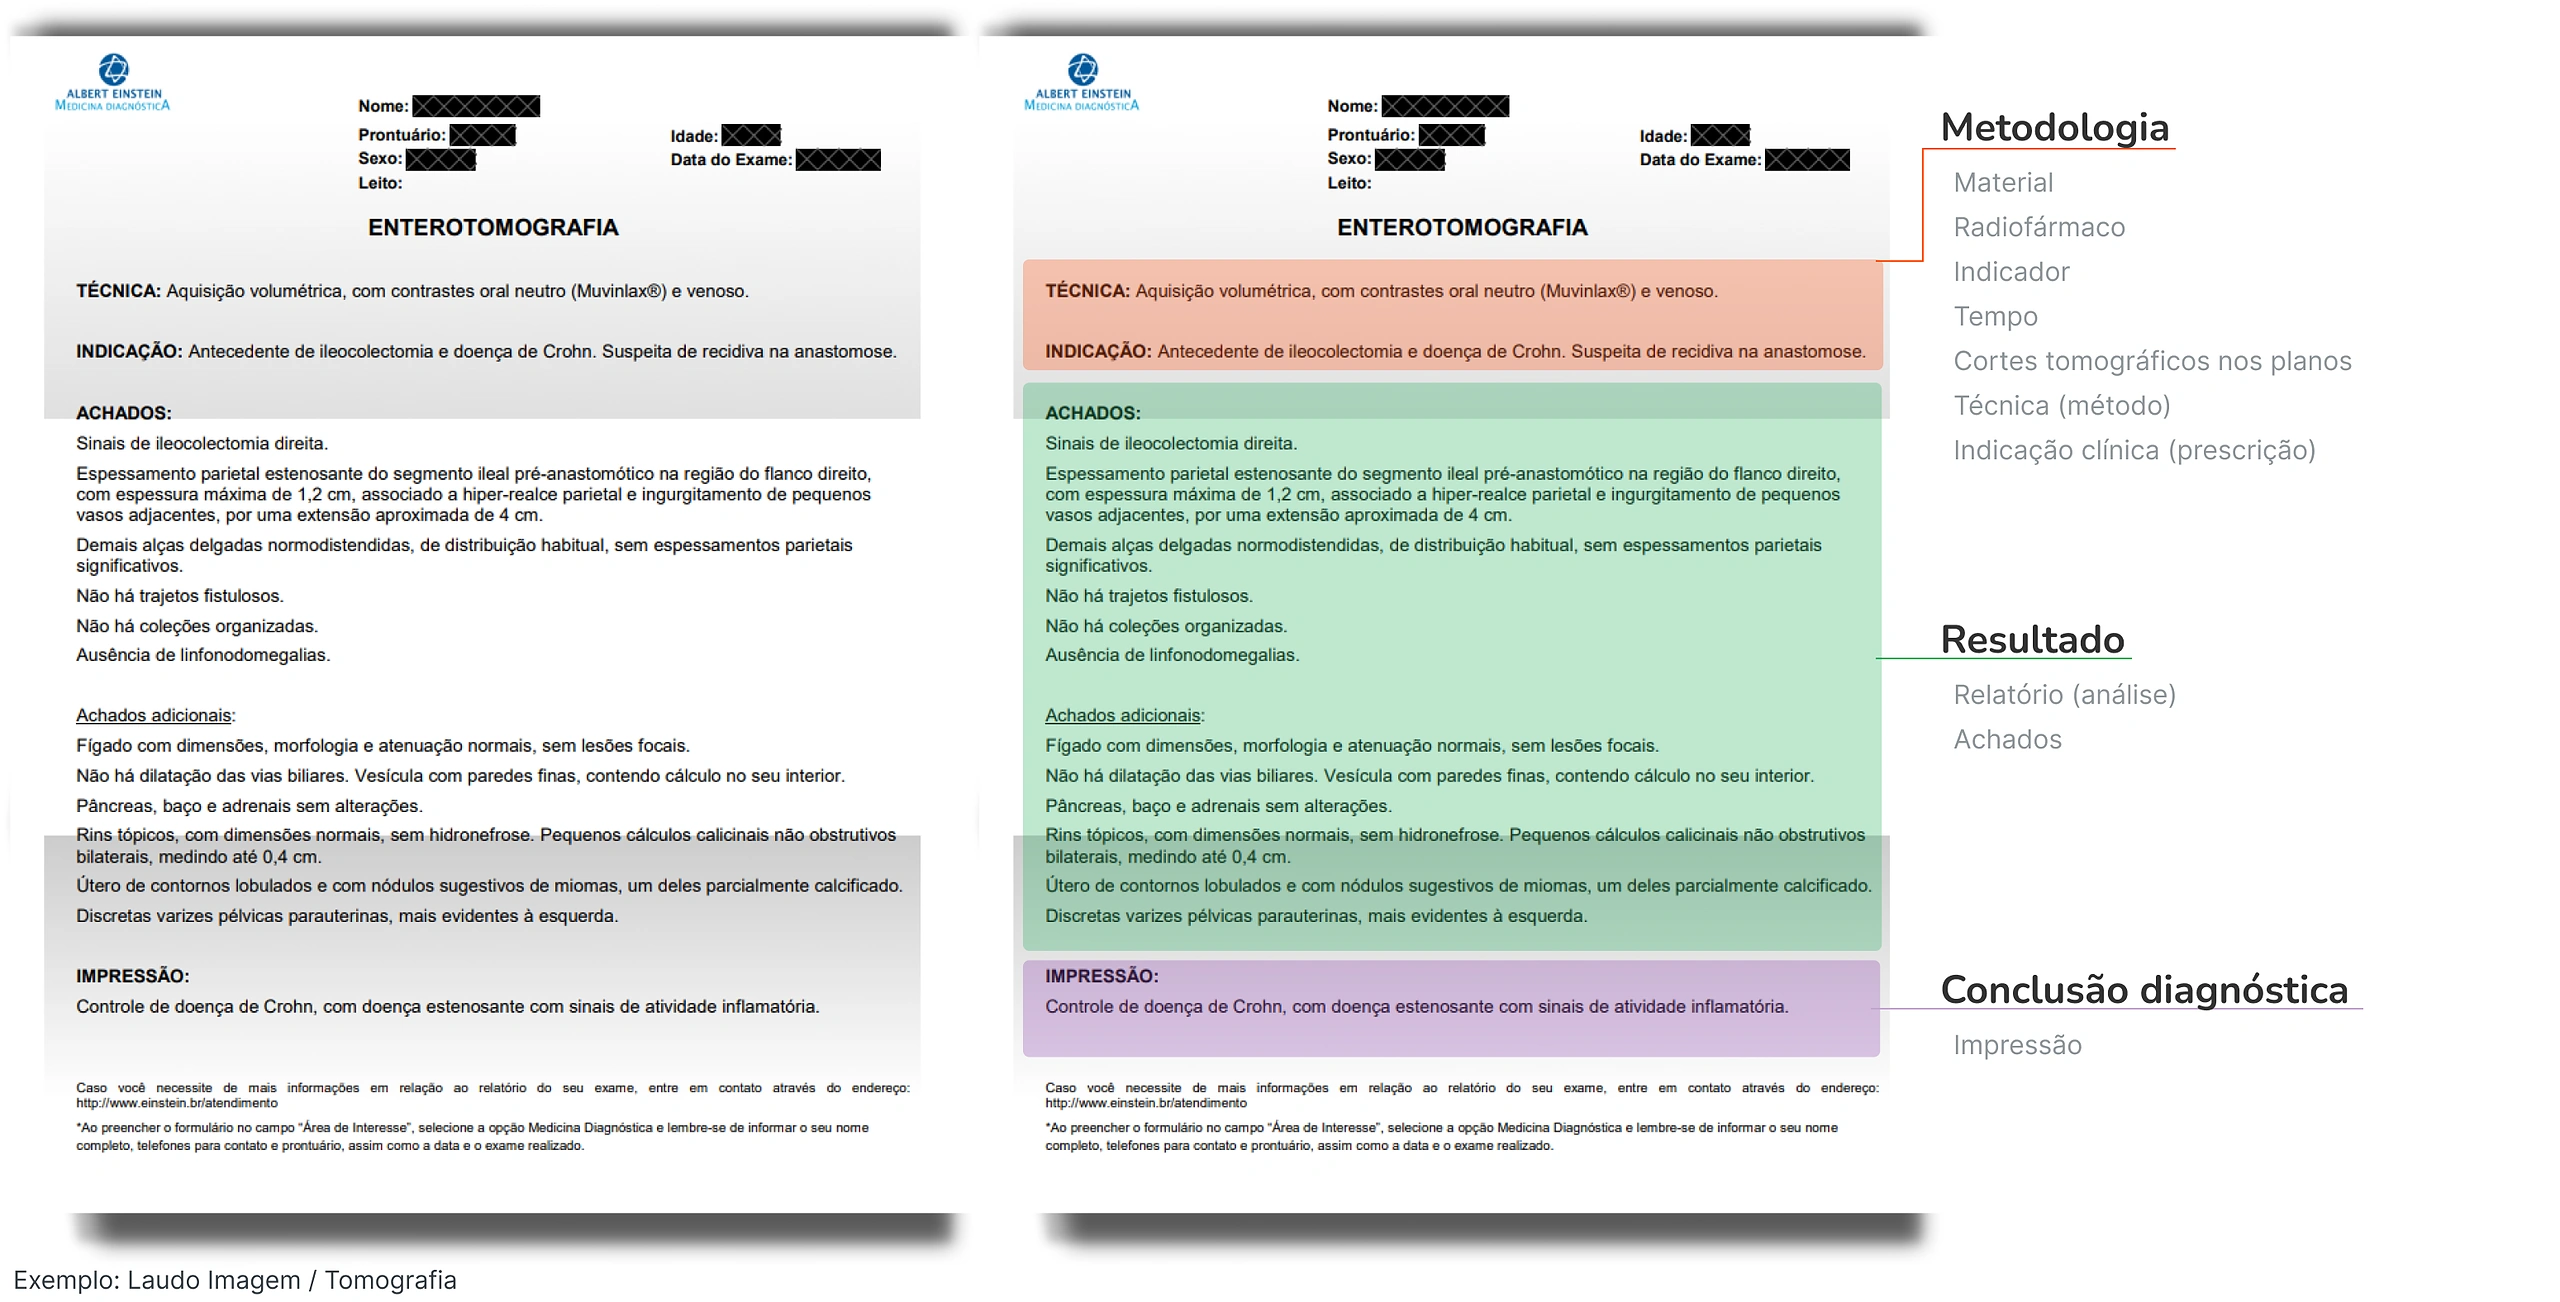 ALBERT EINSTEIN
MEDICINA DIAGNÓSTICA
Nome:
Prontuário:
Idade:
Sexo:
Data do Exame:
Leito:
ENTEROTOMOGRAFIA
TÉCNICA: Aquisição volumétrica, com contrastes oral neutro (Muvinlax®) e venoso.
INDICAÇÃO: Antecedente de ileocolectomia e doença de Crohn. Suspeita de recidiva na anastomose.
ACHADOS:
Sinais de ileocolectomia direita.
Espessamento parietal estenosante do segmento ileal pré-anastomótico na região do flanco direito,
com espessura máxima de 1,2 cm, associado a hiper-realce parietal e ingurgitamento de pequenos
vasos adjacentes, por uma extensão aproximada de 4 cm.
Demais alças delgadas normodistendidas, de distribuição habitual, sem espessamentos parietais
significativos.
Não há trajetos fistulosos.
Não há coleções organizadas.
Ausência de linfonodomegalias.
Achados adicionais:
Fígado com dimensões, morfologia e atenuação normais, sem lesões focais.
Não há dilatação das vias biliares. Vesícula com paredes finas, contendo cálculo no seu interior.
Pâncreas, baço e adrenais sem alterações.
Rins tópicos, com dimensões normais, sem hidronefrose. Pequenos cálculos calicinais não obstrutivos
bilaterais, medindo até 0,4 cm.
Útero de contornos lobulados e com nódulos sugestivos de miomas, um deles parcialmente calcificado.
Discretas varizes pélvicas parauterinas, mais evidentes à esquerda.
IMPRESSÃO:
Controle de doença de Crohn, com doença estenosante com sinais de atividade inflamatória.
Caso você necessite de mais informações em relação ao relatório do seu exame, entre em contato através do endereço:
http://www.einstein.br/atendimento
*Ao preencher o formulário no campo “Área de Interesse”, selecione a opção Medicina Diagnóstica e lembre-se de informar o seu nome
completo, telefones para contato e prontuário, assim como a data e o exame realizado.
ALBERT EINSTEIN
MEDICINA DIAGNÓSTICA
Nome:
Prontuário:
Idade:
Sexo:
Data do Exame:
Leito:
ENTEROTOMOGRAFIA
TÉCNICA: Aquisição volumétrica, com contrastes oral neutro (Muvinlax®) e venoso.
INDICAÇÃO: Antecedente de ileocolectomia e doença de Crohn. Suspeita de recidiva na anastomose.
ACHADOS:
Sinais de ileocolectomia direita.
Espessamento parietal estenosante do segmento ileal pré-anastomótico na região do flanco direito,
com espessura máxima de 1,2 cm, associado a hiper-realce parietal e ingurgitamento de pequenos
vasos adjacentes, por uma extensão aproximada de 4 cm.
Demais alças delgadas normodistendidas, de distribuição habitual, sem espessamentos parietais
significativos.
Não há trajetos fistulosos.
Não há coleções organizadas.
Ausência de linfonodomegalias.
Achados adicionais:
Fígado com dimensões, morfologia e atenuação normais, sem lesões focais.
Não há dilatação das vias biliares. Vesícula com paredes finas, contendo cálculo no seu interior.
Pâncreas, baço e adrenais sem alterações.
Rins tópicos, com dimensões normais, sem hidronefrose. Pequenos cálculos calicinais não obstrutivos
bilaterais, medindo até 0,4 cm.
Útero de contornos lobulados e com nódulos sugestivos de miomas, um deles parcialmente calcificado.
Discretas varizes pélvicas parauterinas, mais evidentes à esquerda.
IMPRESSÃO:
Controle de doença de Crohn, com doença estenosante com sinais de atividade inflamatória.
Caso você necessite de mais informações em relação ao relatório do seu exame, entre em contato através do endereço:
http://www.einstein.br/atendimento
*Ao preencher o formulário no campo “Área de Interesse”, selecione a opção Medicina Diagnóstica e lembre-se de informar o seu nome
completo, telefones para contato e prontuário, assim como a data e o exame realizado.
Metodologia
Material
Radiofármaco
Indicador
Tempo
Cortes tomográficos nos planos
Técnica (método)
Indicação clínica (prescrição)
Resultado
Relatório (análise)
Achados
Conclusão diagnóstica
Impressão
Exemplo: Laudo Imagem / Tomografia